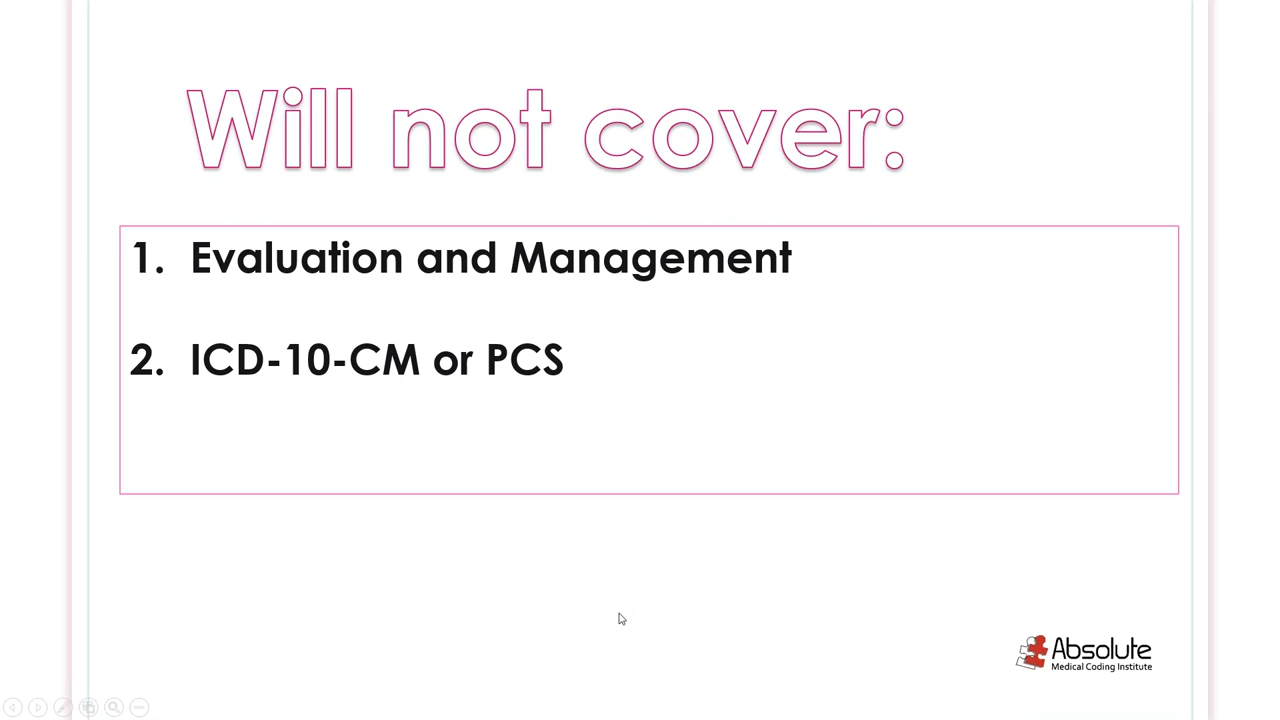 Will not cover:
1. Evaluation and Management
2. ICD-10-CM or PCS
Absolute
Medical Coding Institute